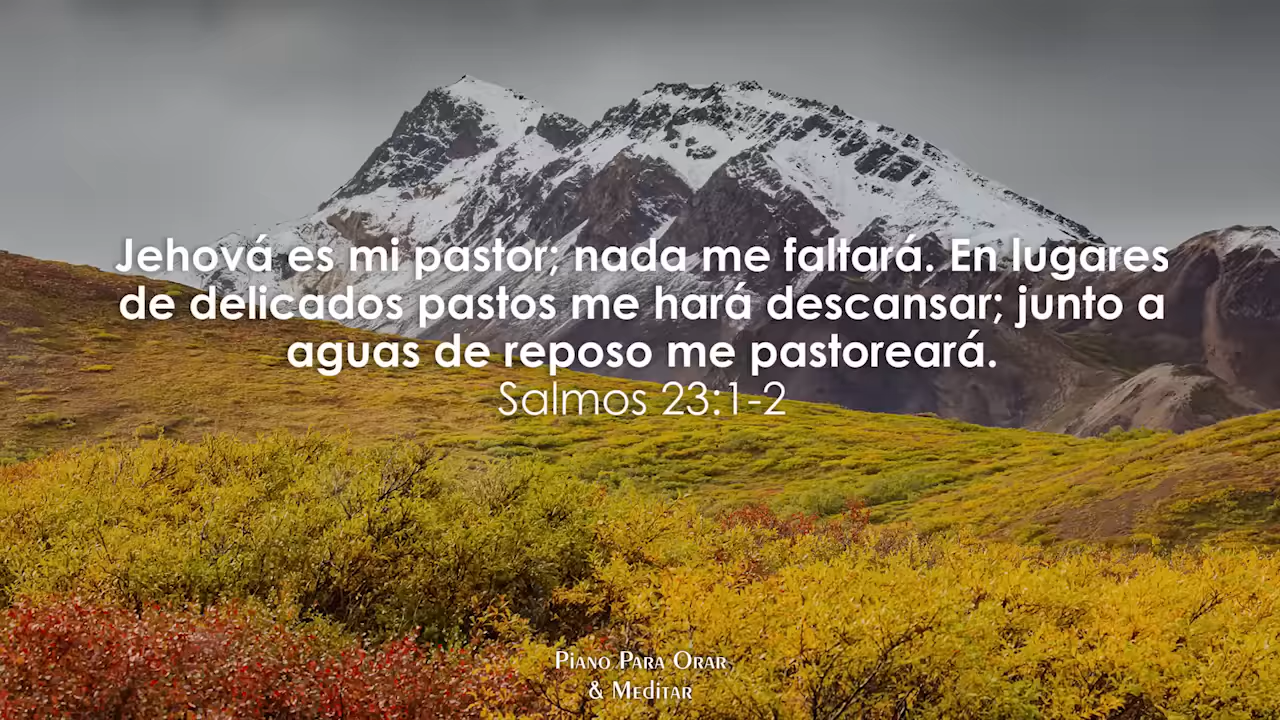 Jehová es mi pastor; nada me faltará. En lugares
de delicados pastos me hará descansar; junto a
aguas de reposo me pastoreará.
Salmos 23:1-2
Piano Para Orar
& Meditar